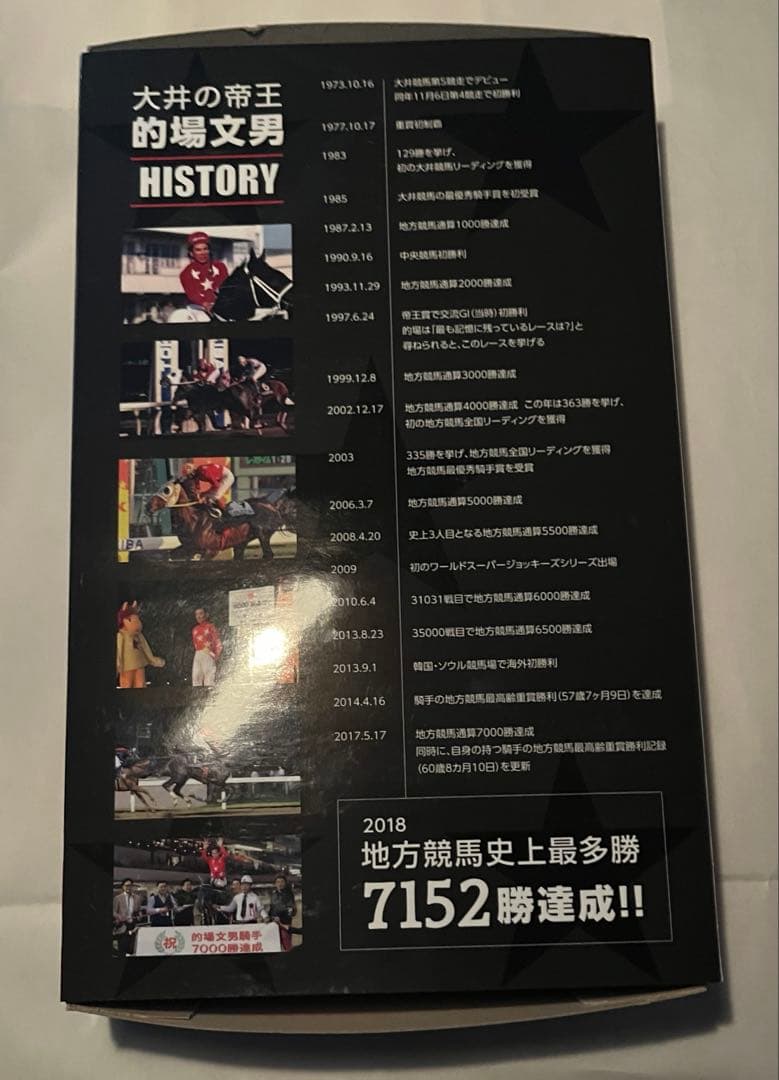 大井の帝王
的場文男
HISTORY
1973.10.16 大井競馬第5競走でデビュー
同年11月6日第4競走で初勝利
1977.10.17 重賞初制覇
1983 129勝を挙げ、
初の大井競馬リーディングを獲得
1985 大井競馬の最優秀騎手賞を初受賞
1987.2.13 地方競馬通算1000勝達成
1990.9.16 中央競馬初勝利
1993.11.29 地方競馬通算2000勝達成
1997.6.24 帝王賞で交流GI(当時)初勝利
的場は「最も記憶に残っているレースは?」と
尋ねられると、このレースを挙げる
1999.12.8 地方競馬通算3000勝達成
2002.12.17 地方競馬通算4000勝達成 この年は363勝を挙げ、
初の地方競馬全国リーディングを獲得
2003 335勝を挙げ、地方競馬全国リーディングを獲得
地方競馬最優秀騎手賞を受賞
2006.3.7 地方競馬通算5000勝達成
2008.4.20 史上3人目となる地方競馬通算5500勝達成
2009 初のワールドスーパージョッキーズシリーズ出場
2010.6.4 31031戦目で地方競馬通算6000勝達成
2013.8.23 35000戦目で地方競馬通算6500勝達成
2013.9.1 韓国・ソウル競馬場で海外初勝利
2014.4.16 騎手の地方競馬最高齢重賞勝利(57歳7ヶ月9日)を達成
2017.5.17 地方競馬通算7000勝達成
同時に、自身の持つ騎手の地方競馬最高齢重賞勝利記録
(60歳8カ月10日)を更新
2018
地方競馬史上最多勝
7152勝達成!!
祝 的場文男騎手
7000勝達成